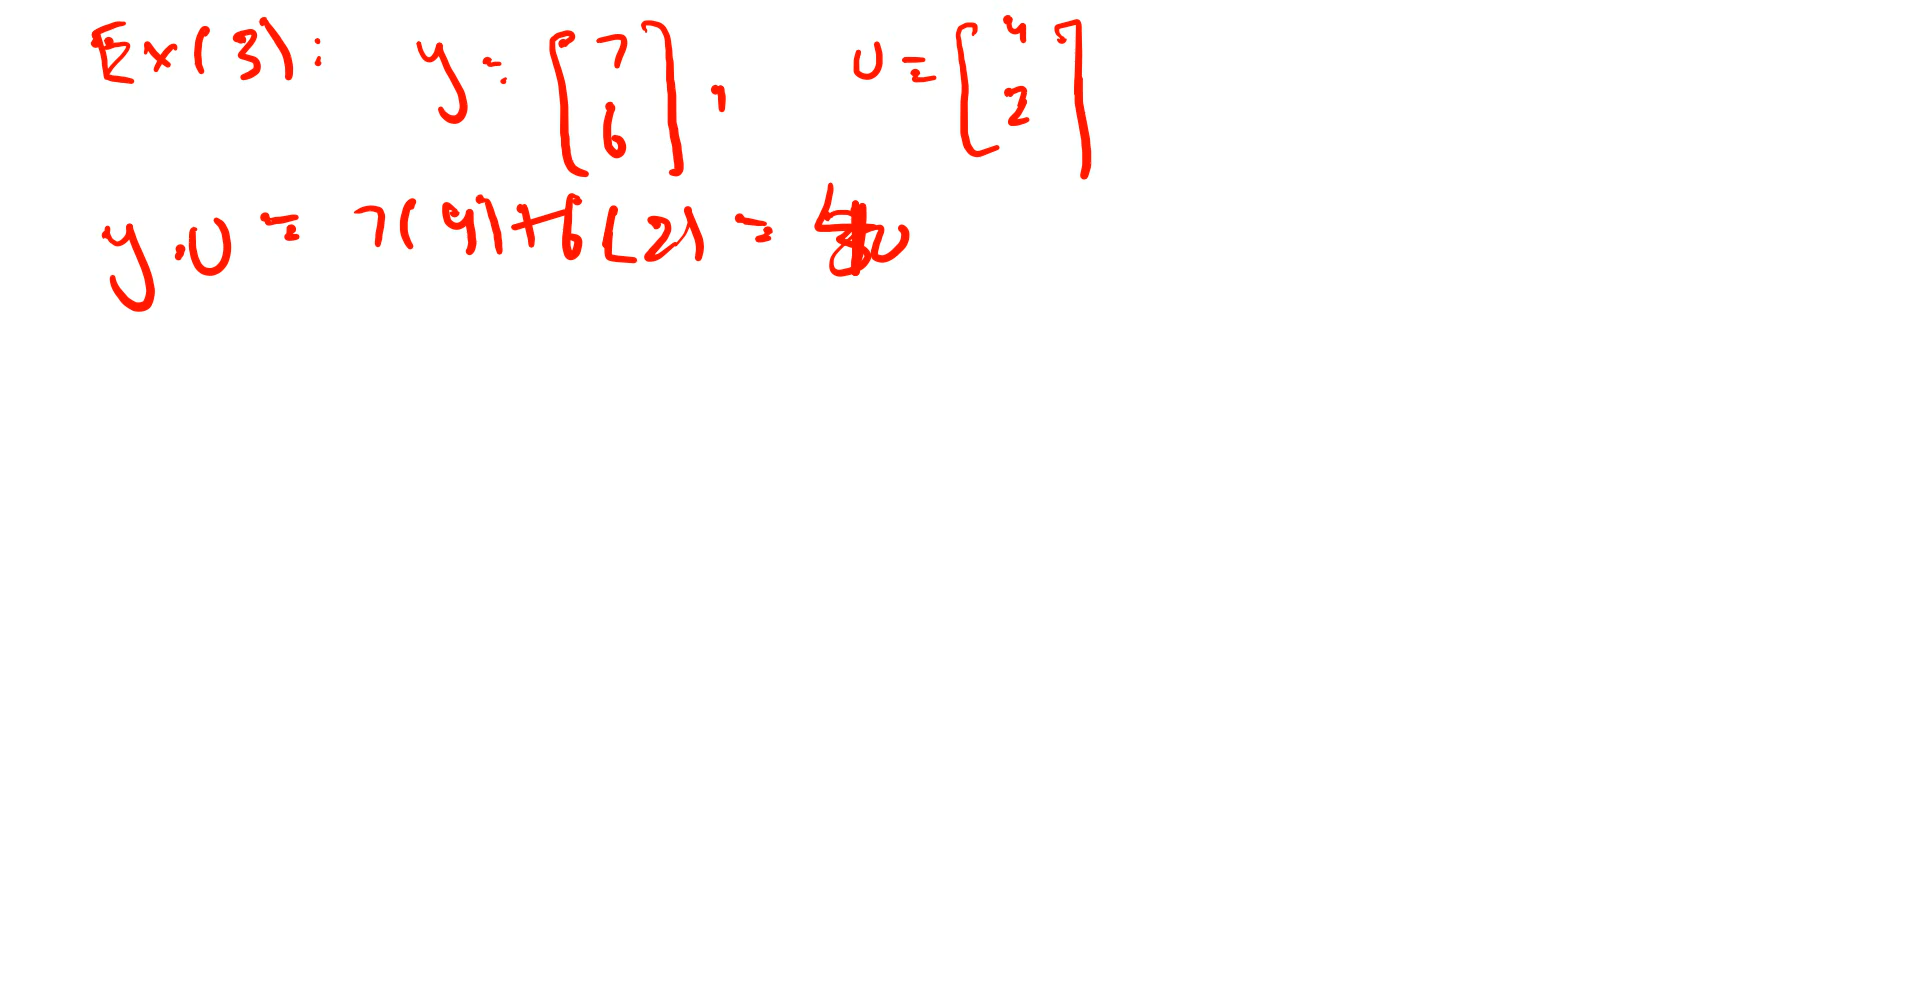 Ex(3): y = [7 6], u = [4 2]
y.u = 7(4)+6(2) =